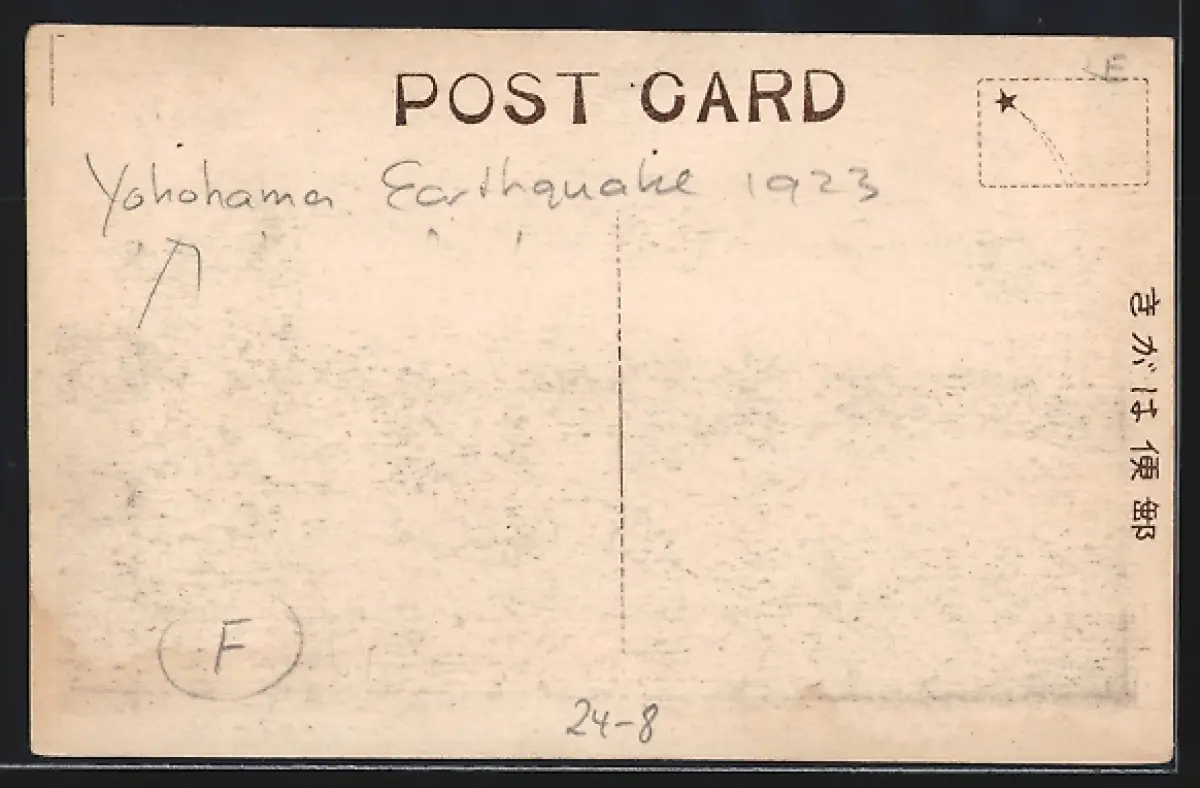 POST CARD
E
Yokohama Earthquake 1923
きがは便郵
F
24-8